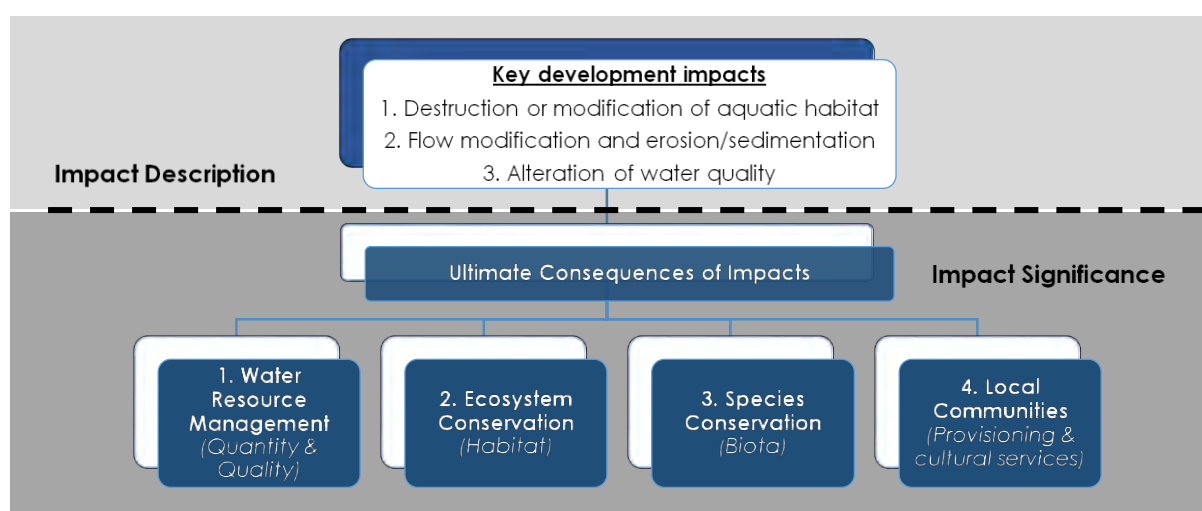 Key development impacts
1. Destruction or modification of aquatic habitat
2. Flow modification and erosion/sedimentation
3. Alteration of water quality
Impact Description
Ultimate Consequences of Impacts
Impact Significance
1. Water
Resource
Management
(Quantity &
Quality)
2. Ecosystem
Conservation
(Habitat)
3. Species
Conservation
(Biota)
4. Local
Communities
(Provisioning &
cultural services)